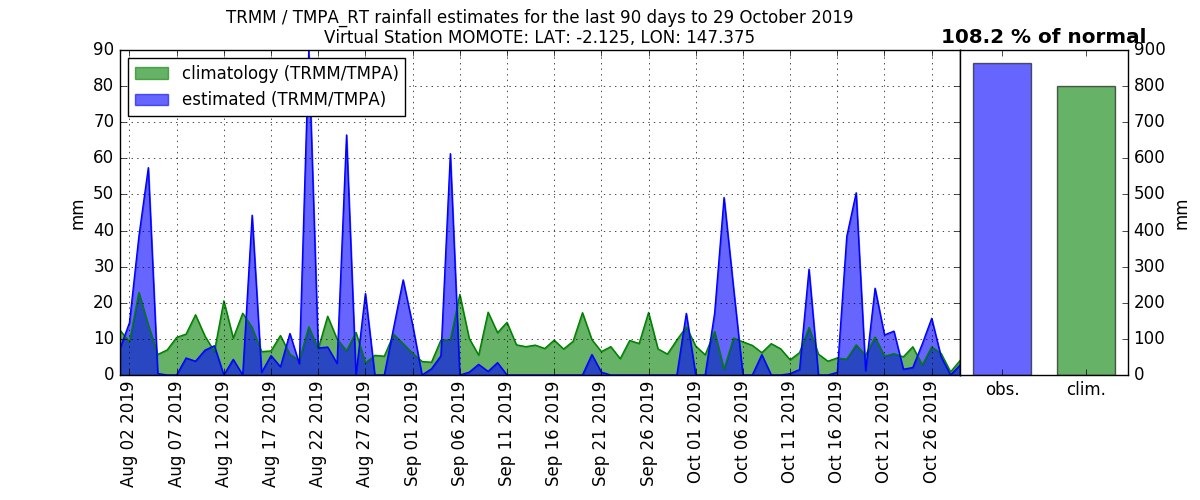 TRMM / TMPA_RT rainfall estimates for the last 90 days to 29 October 2019
Virtual Station MOMOTE: LAT: -2.125, LON: 147.375
108.2 % of normal
climatology (TRMM/TMPA)
estimated (TRMM/TMPA)
mm
90
80
70
60
50
40
30
20
10
0
Aug 02 2019
Aug 07 2019
Aug 12 2019
Aug 17 2019
Aug 22 2019
Aug 27 2019
Sep 01 2019
Sep 06 2019
Sep 11 2019
Sep 16 2019
Sep 21 2019
Sep 26 2019
Oct 01 2019
Oct 06 2019
Oct 11 2019
Oct 16 2019
Oct 21 2019
Oct 26 2019
obs.
clim.
900
800
700
600
500
400
300
200
100
0
mm